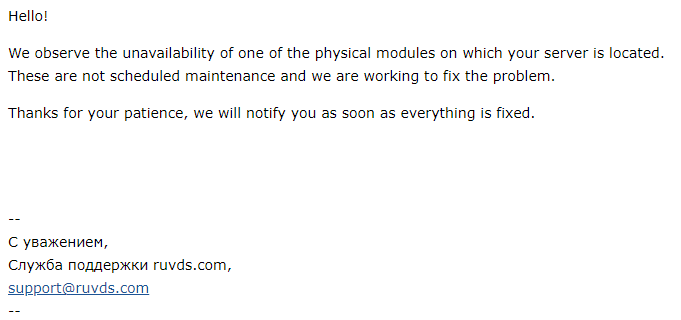 Hello!
We observe the unavailability of one of the physical modules on which your server is located.
These are not scheduled maintenance and we are working to fix the problem.
Thanks for your patience, we will notify you as soon as everything is fixed.
--
С уважением,
Служба поддержки ruvds.com,
support@ruvds.com
--